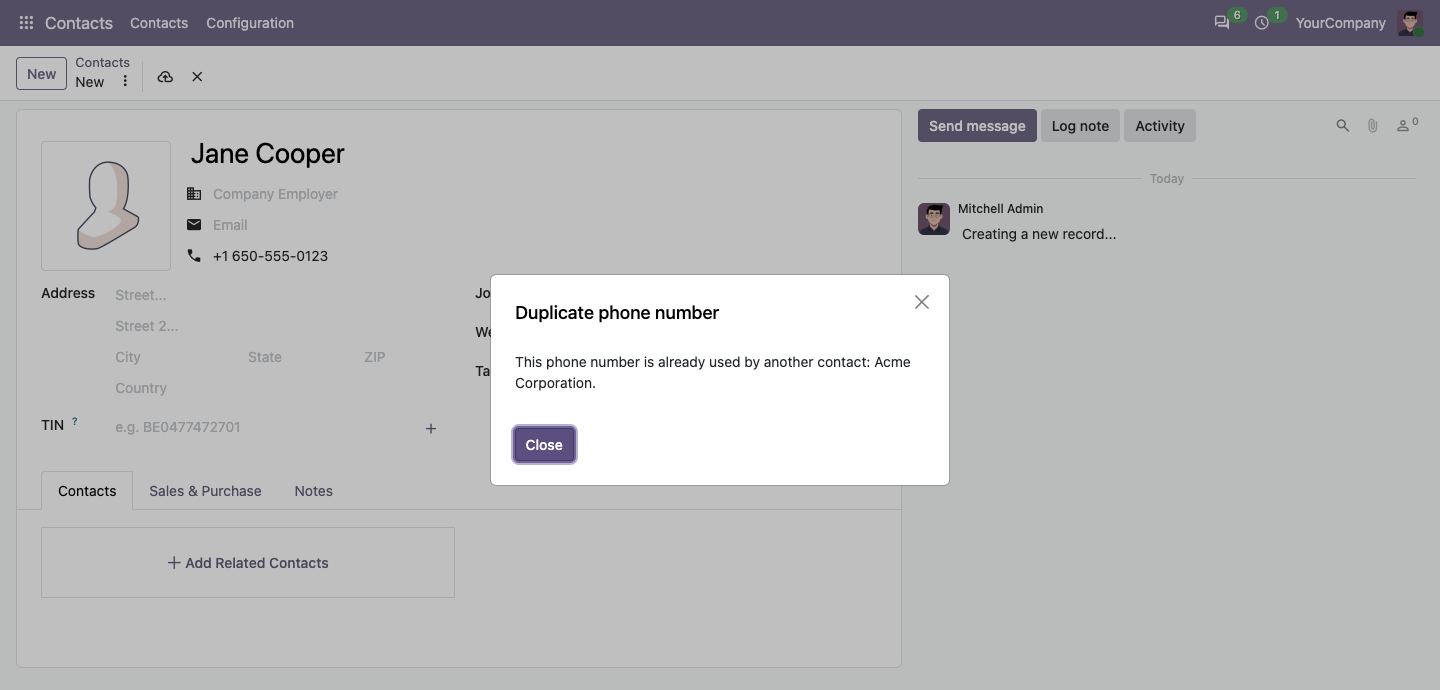 Contacts Contacts Configuration 6 1 YourCompany
New Contacts
New
Send message Log note Activity 0
Jane Cooper
Today
Company Employer
Mitchell Admin
Email
Creating a new record...
+1 650-555-0123
Address Street...
Jo
Street 2...
We
City State ZIP
Ta
Country
TIN ? e.g. BE0477472701 +
Duplicate phone number
This phone number is already used by another contact: Acme
Corporation.
Close
Contacts Sales & Purchase Notes
+ Add Related Contacts